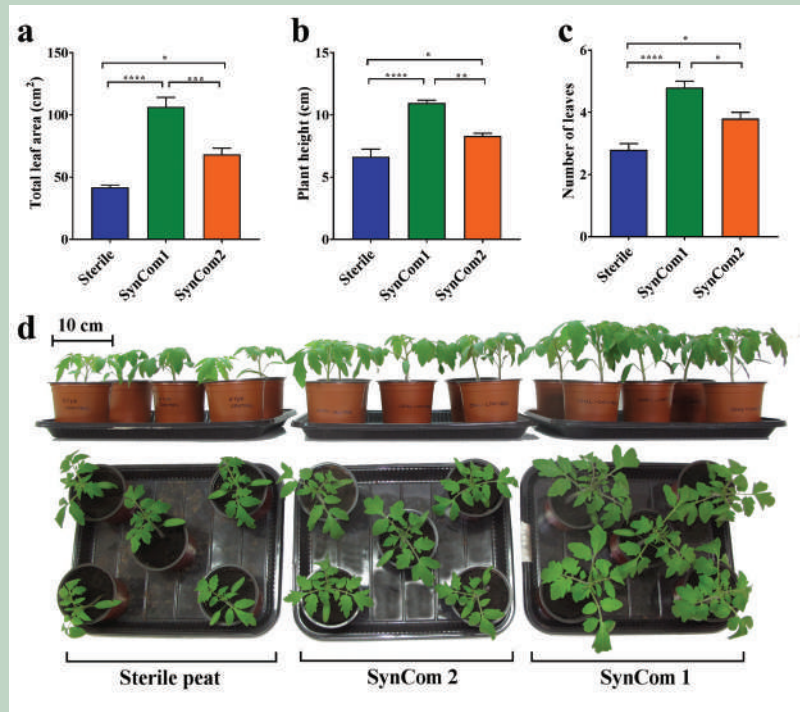 a
Total leaf area (cm²)
150
100
50
0
*
**** ***
Sterile
SynCom1
SynCom2
b
Plant height (cm)
15
10
5
0
*
**** **
Sterile
SynCom1
SynCom2
c
Number of leaves
6
4
2
0
*
**** *
Sterile
SynCom1
SynCom2
d
10 cm
Sterile peat
SynCom 2
SynCom 1